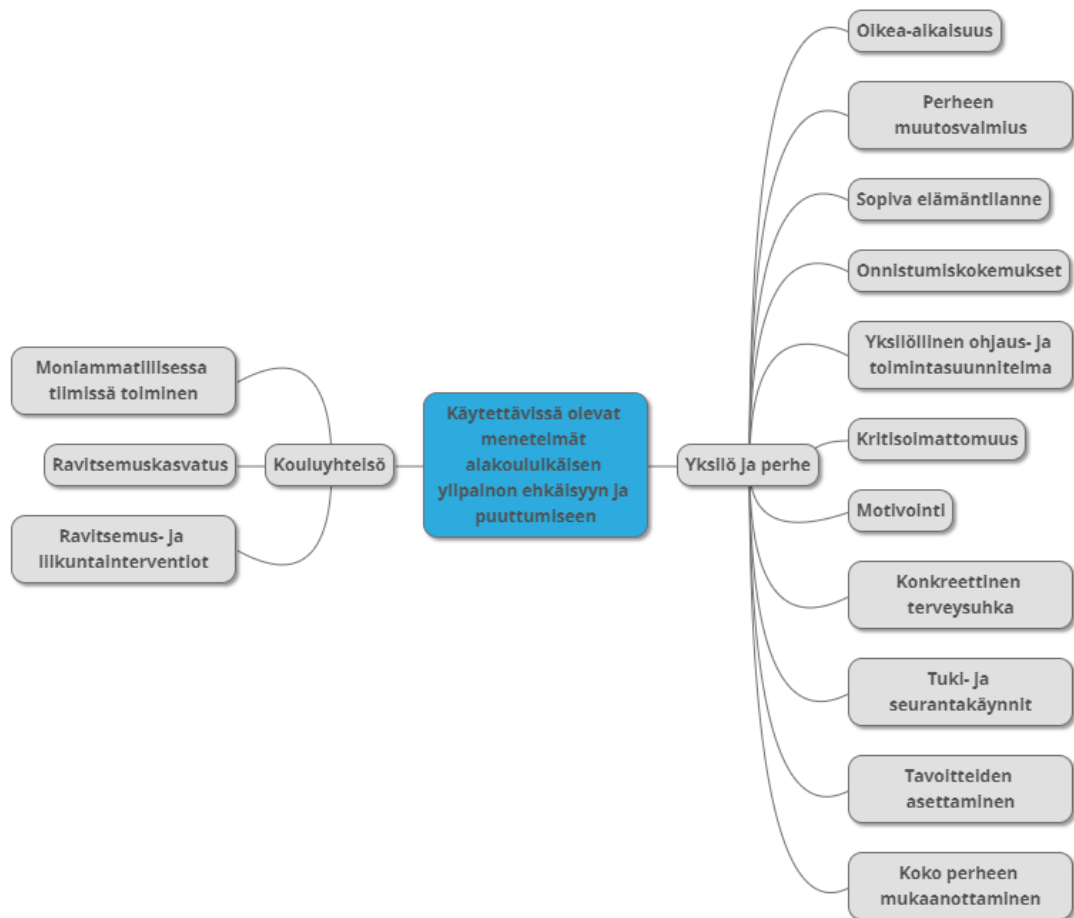 Oikea-aikaisuus
Perheen
muutosvalmius
Sopiva elämäntilanne
Onnistumiskokemukset
Yksilöllinen ohjaus- ja
toimintasuunnitelma
Kritisoimattomuus
Motivointi
Konkreettinen
terveysuhka
Tuki- ja
seurantakäynnit
Tavoitteiden
asettaminen
Koko perheen
mukaanottaminen
Yksilö ja perhe
Käytettävissä olevat
menetelmät
alakouluikäisen
ylipainon ehkäisyyn ja
puuttumiseen
Kouluyhteisö
Moniammatillisessa
tiimissä toiminen
Ravitsemuskasvatus
Ravitsemus- ja
liikuntainterventiot